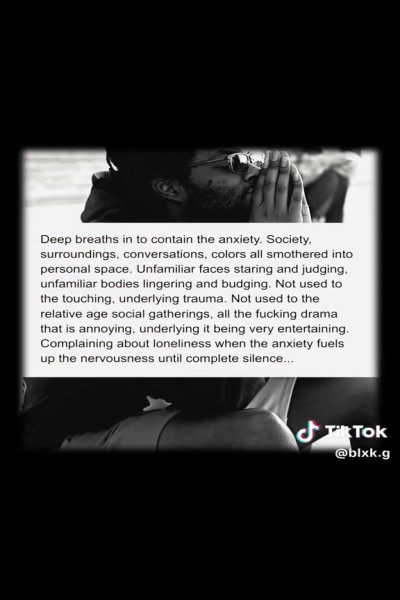 Deep breaths in to contain the anxiety. Society,
surroundings, conversations, colors all smothered into
personal space. Unfamiliar faces staring and judging,
unfamiliar bodies lingering and budging. Not used to
the touching, underlying trauma. Not used to the
relative age social gatherings, all the fucking drama
that is annoying, underlying it being very entertaining.
Complaining about loneliness when the anxiety fuels
up the nervousness until complete silence...
TikTok
@blxk.g